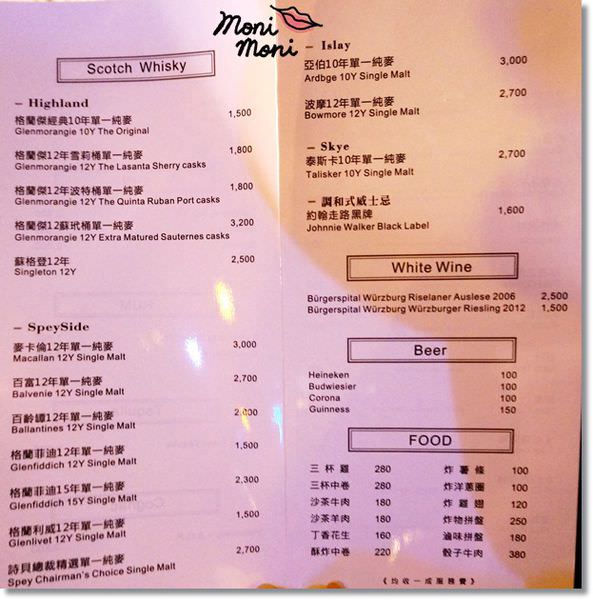 moni
moni
Scotch Whisky
– Highland
格蘭傑經典10年單一純麥 1,500
Glenmorangie 10Y The Original
格蘭傑12年雪莉桶單一純麥 1,800
Glenmorangie 12Y The Lasanta Sherry casks
格蘭傑12年波特桶單一純麥 1,800
Glenmorangie 12Y The Quinta Ruban Port casks
格蘭傑12蘇玳桶單一純麥 3,200
Glenmorangie 12Y Extra Matured Sauternes casks
蘇格登12年 2,500
Singleton 12Y
– SpeySide
麥卡倫12年單一純麥 3,000
Macallan 12Y Single Malt
百富12年單一純麥 2,700
Balvenie 12Y Single Malt
百齡罈12年單一純麥
Ballantines 12Y Single Malt
格蘭菲迪12年單一純麥 1,500
Glenfiddich 12Y Single Malt
格蘭菲迪15年單一純麥 2,300
Glenfiddich 15Y Single Malt
格蘭利威12年單一純麥 1,500
Glenlivet 12Y Single Malt
詩貝總裁精選單一純麥 2,700
Spey Chairman's Choice Single Malt
– Islay
亞伯10年單一純麥 3,000
Ardbge 10Y Single Malt
波摩12年單一純麥 2,700
Bowmore 12Y Single Malt
– Skye
泰斯卡10年單一純麥 2,700
Talisker 10Y Single Malt
– 調和式威士忌
約翰走路黑牌 1,600
Johnnie Walker Black Label
White Wine
Bürgerspital Würzburg Riselaner Auslese 2006 2,500
Bürgerspital Würzburg Würzburger Riesling 2012 1,500
Beer
Heineken 100
Budwiesier 100
Corona 100
Guinness 150
FOOD
三杯雞 280 炸薯條 100
三杯中卷 280 炸洋蔥圈 100
沙茶牛肉 180 炸雞翅 120
沙茶羊肉 180 炸物拼盤 250
丁香花生 160 滷味拼盤 180
酥炸中卷 220 骰子牛肉 380
《均收一成服務費》